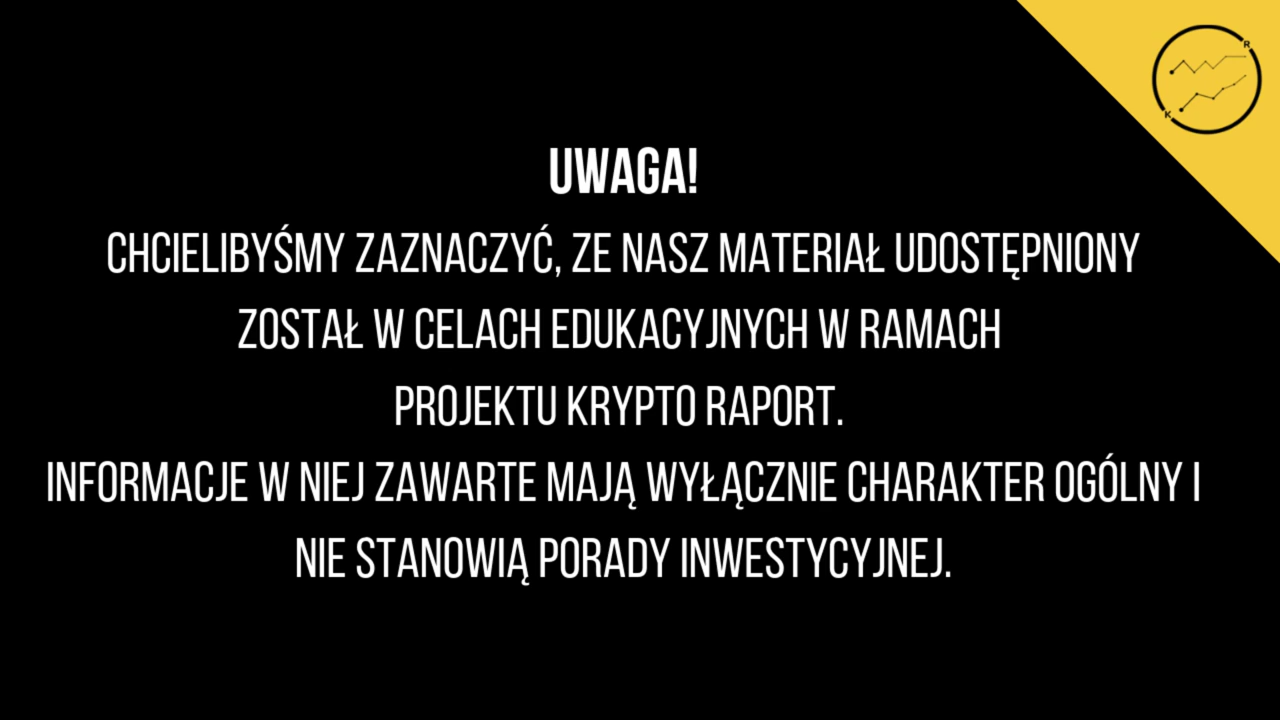 R
K
UWAGA!
CHCIELIBYŚMY ZAZNACZYĆ, ZE NASZ MATERIAŁ UDOSTĘPNIONY
ZOSTAŁ W CELACH EDUKACYJNYCH W RAMACH
PROJEKTU KRYPTO RAPORT.
INFORMACJE W NIEJ ZAWARTE MAJĄ WYŁĄCZNIE CHARAKTER OGÓLNY I
NIE STANOWIĄ PORADY INWESTYCYJNEJ.